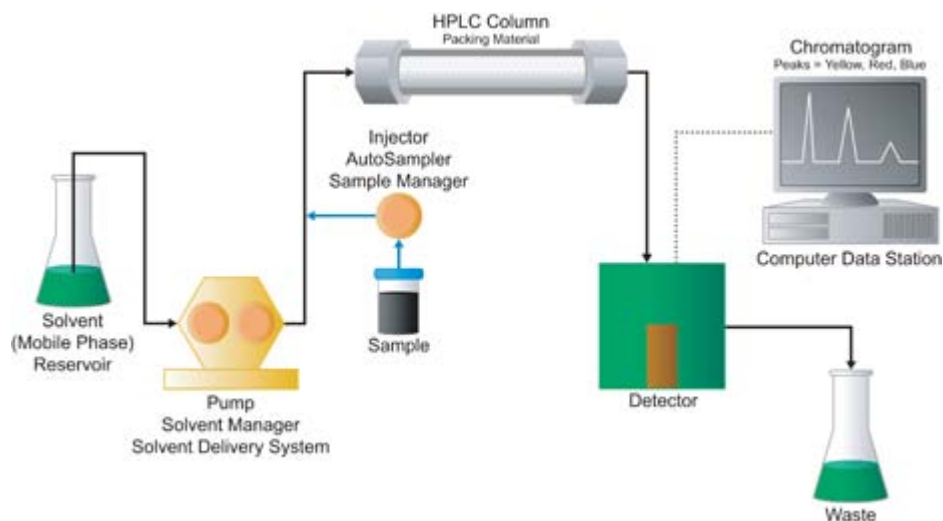 HPLC Column
Packing Material
Chromatogram
Peaks = Yellow, Red, Blue
Injector
AutoSampler
Sample Manager
Computer Data Station
Solvent
(Mobile Phase)
Reservoir
Sample
Pump
Solvent Manager
Solvent Delivery System
Detector
Waste